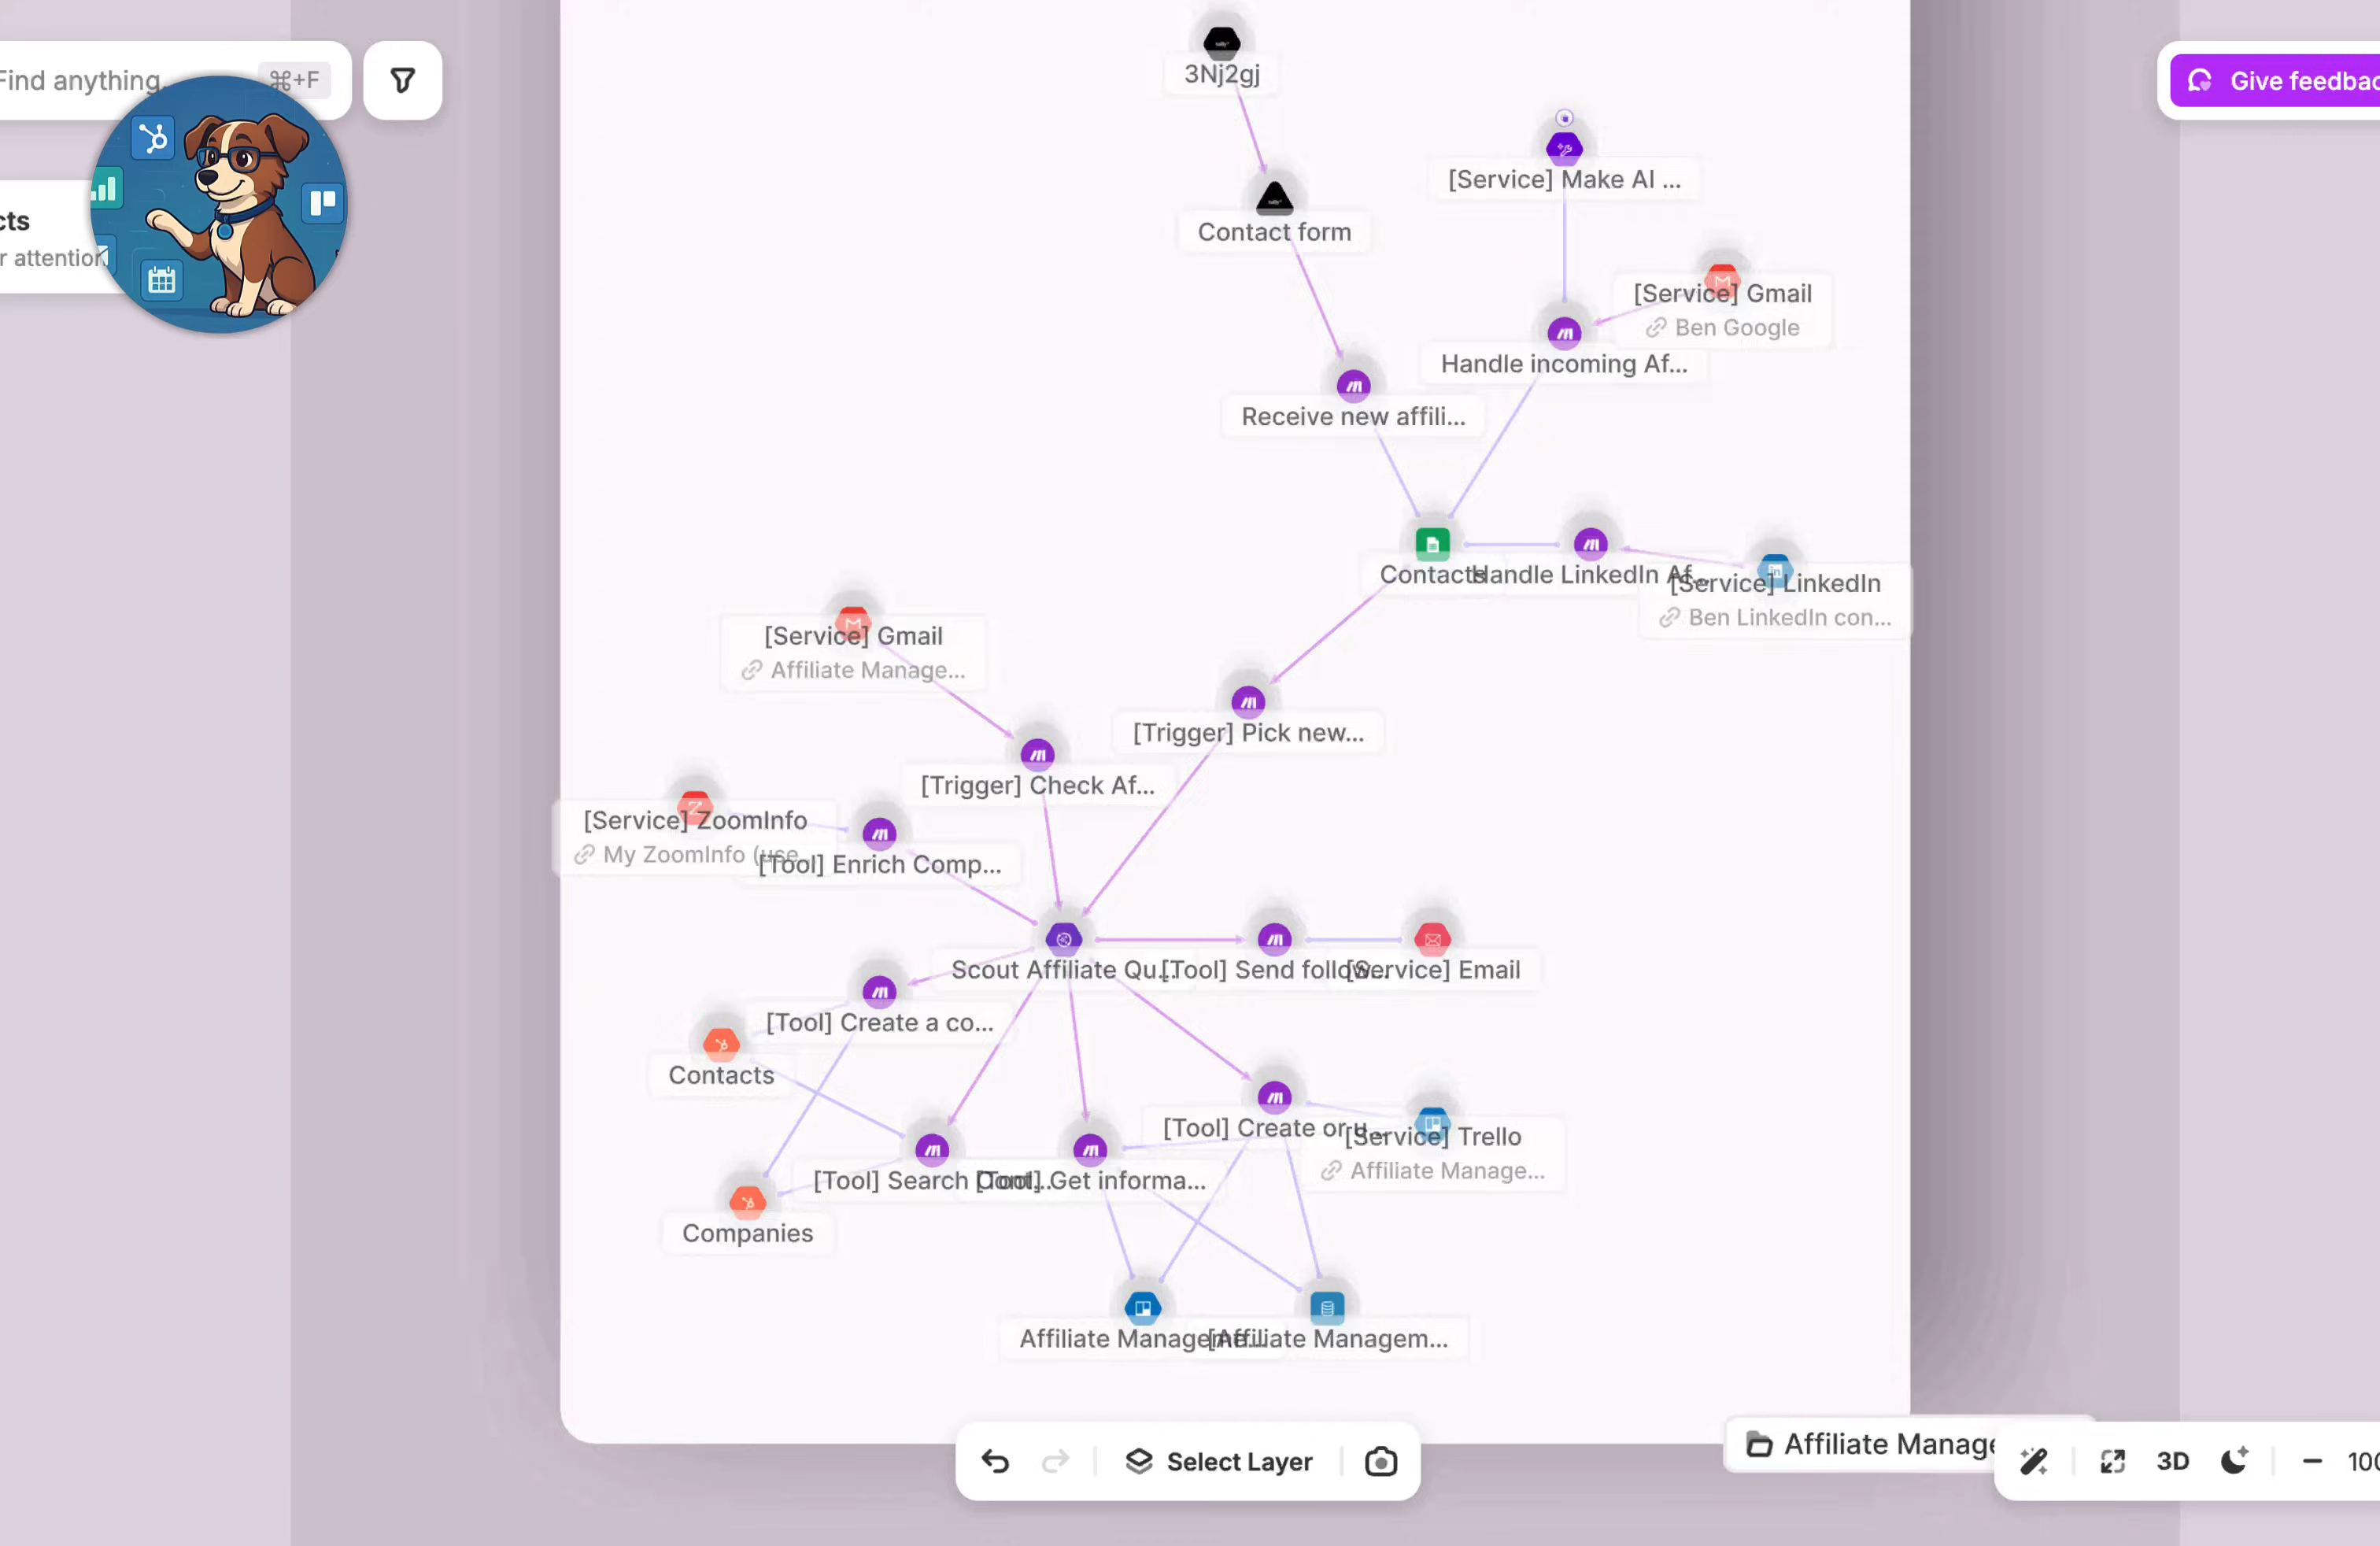 Find anything
⌘+F
Give feedbac
cts
r attention
3Nj2gj
Contact form
[Service] Make AI ...
[Service] Gmail
Ben Google
Handle incoming Af...
Receive new affili...
Contacts
Handle LinkedIn Af...
[Service] LinkedIn
Ben LinkedIn con...
[Service] Gmail
Affiliate Manage...
[Trigger] Pick new...
[Trigger] Check Af...
[Service] ZoomInfo
My ZoomInfo (use...
[Tool] Enrich Comp...
Scout Affiliate Qu...
[Tool] Send follow...
[Service] Email
[Tool] Create a co...
Contacts
[Tool] Create or u...
[Service] Trello
Affiliate Manage...
[Tool] Search Cont...
[Tool] Get informa...
Companies
Affiliate Manageme...
[Affiliate Managem...
Select Layer
Affiliate Manage
3D
100